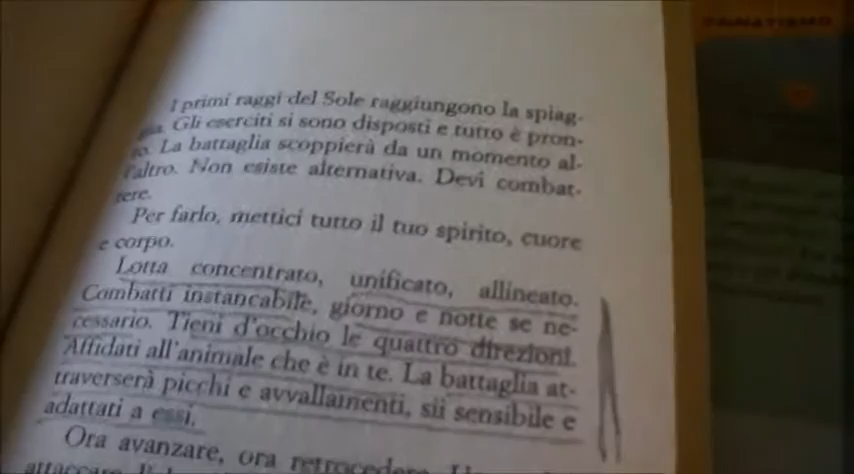 FANATISMO
I primi raggi del Sole raggiungono la spiag-
gia. Gli eserciti si sono disposti e tutto è pron-
to. La battaglia scoppierà da un momento al-
l'altro. Non esiste alternativa. Devi combat-
tere.
Per farlo, mettici tutto il tuo spirito, cuore
e corpo.
Lotta concentrato, unificato, allineato.
Combatti instancabile, giorno e notte se ne-
cessario. Tieni d'occhio le quattro direzioni.
Affidati all'animale che è in te. La battaglia at-
traverserà picchi e avvallamenti, sii sensibile e
adattati a essi.
Ora avanzare, ora retrocedere.
attaccare